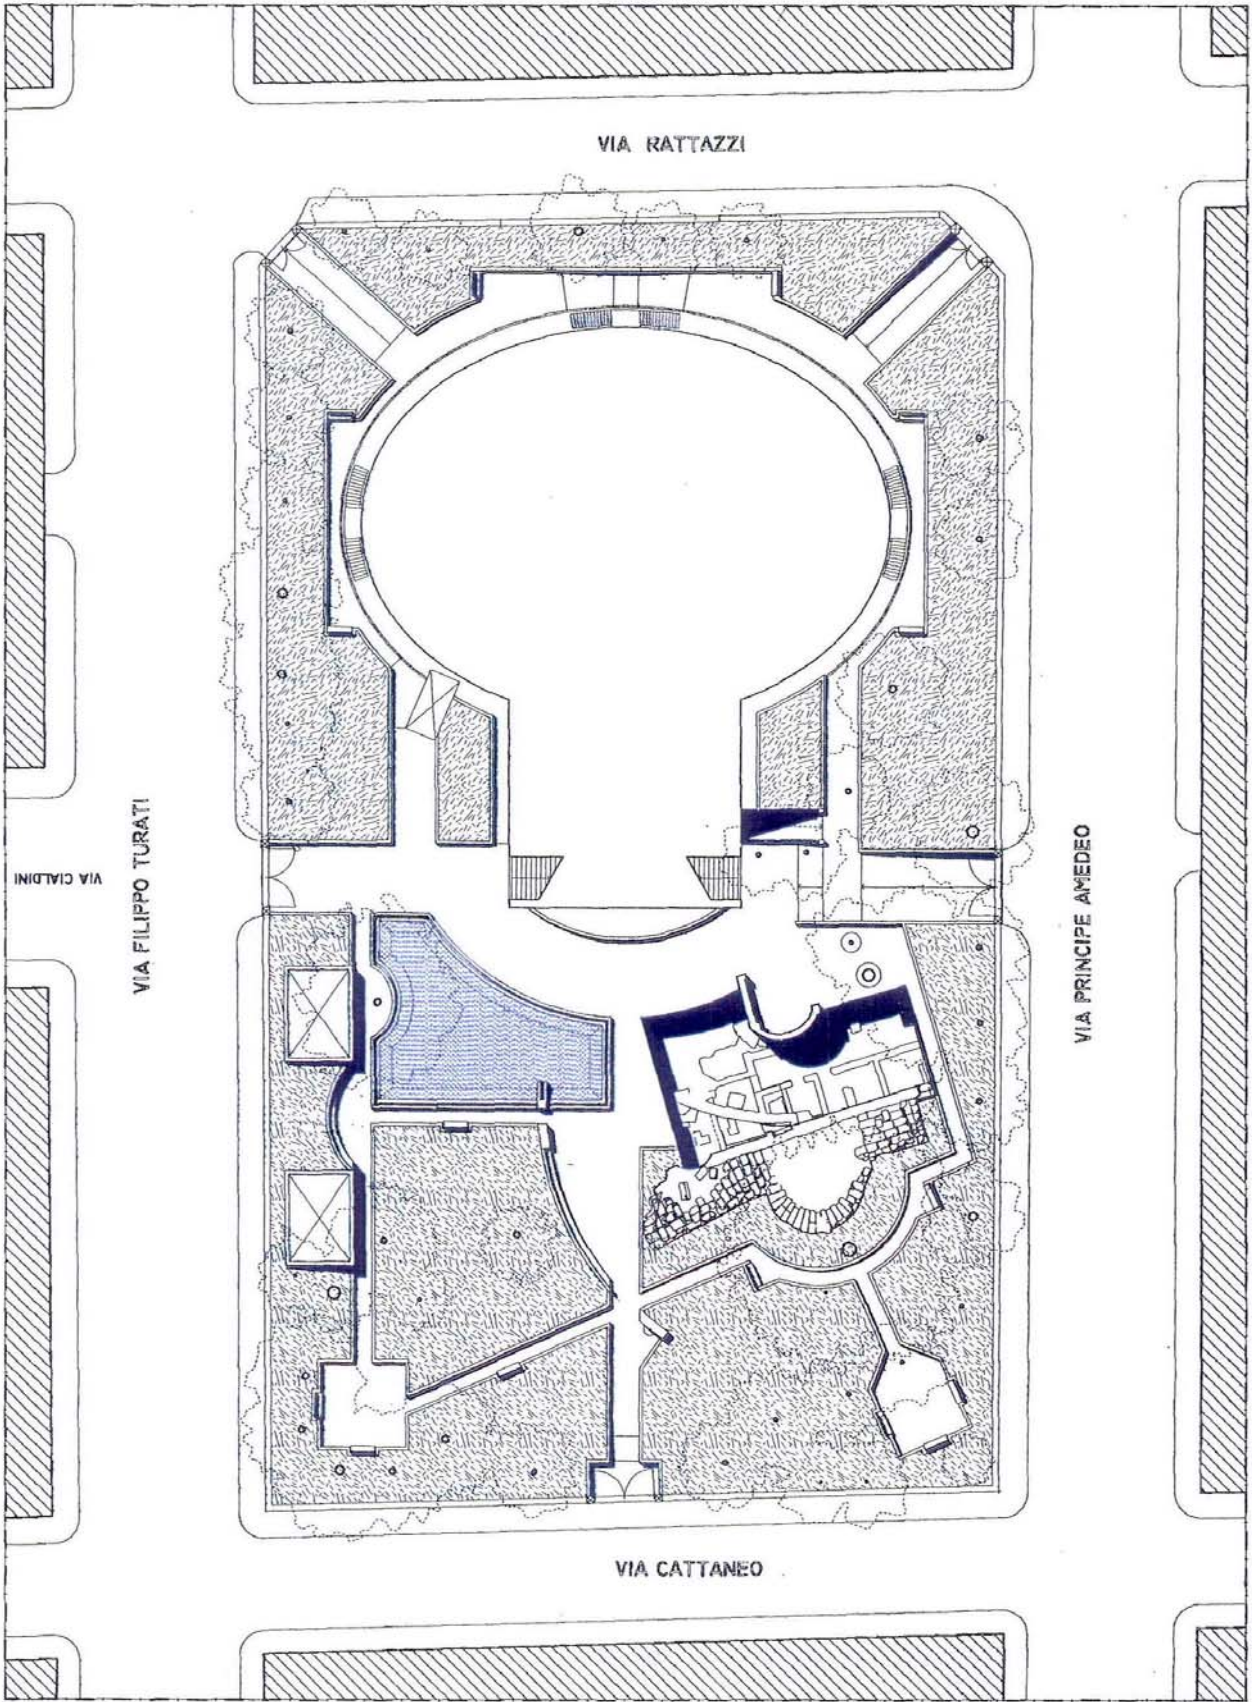 VIA RATTAZZI
VIA FILIPPO TURATI
VIA CIALDINI
VIA PRINCIPE AMEDEO
VIA CATTANEO